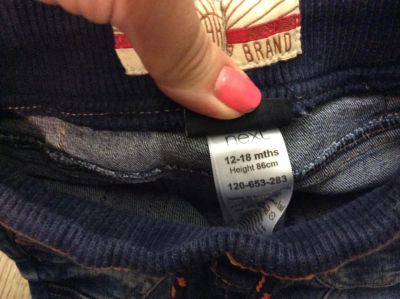 BRAND
next
12-18 mths
Height 86cm
120-653-283